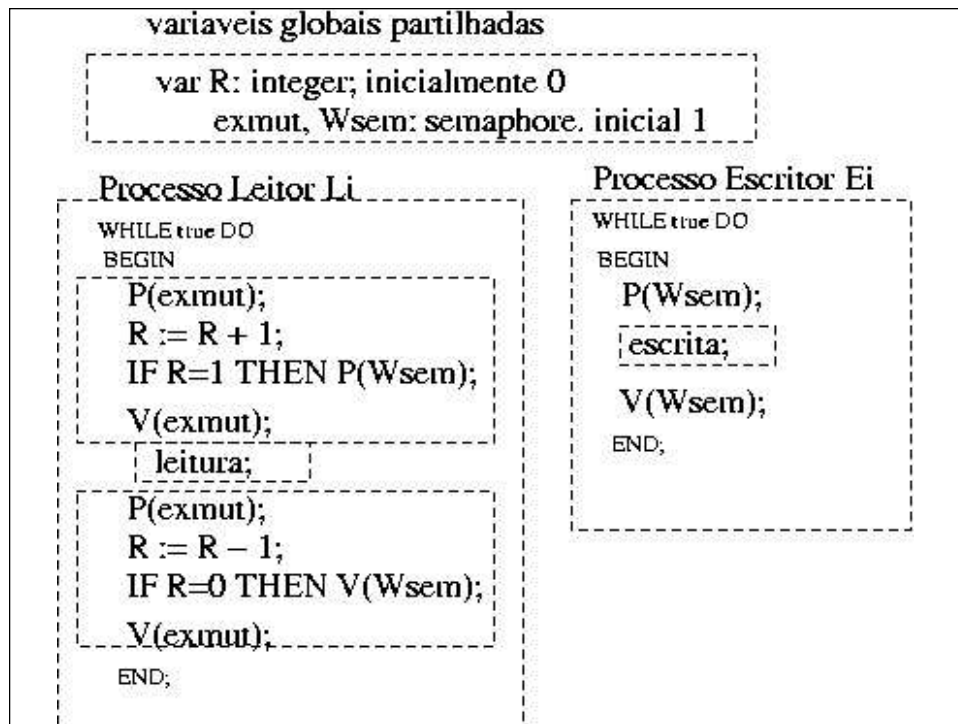 variaveis globais partilhadas
var R: integer; inicialmente 0
exmut, Wsem: semaphore. inicial 1
Processo Leitor Li
WHILE true DO
BEGIN
P(exmut);
R := R + 1;
IF R=1 THEN P(Wsem);
V(exmut);
leitura;
P(exmut);
R := R − 1;
IF R=0 THEN V(Wsem);
V(exmut);
END;
Processo Escritor Ei
WHILE true DO
BEGIN
P(Wsem);
escrita;
V(Wsem);
END;